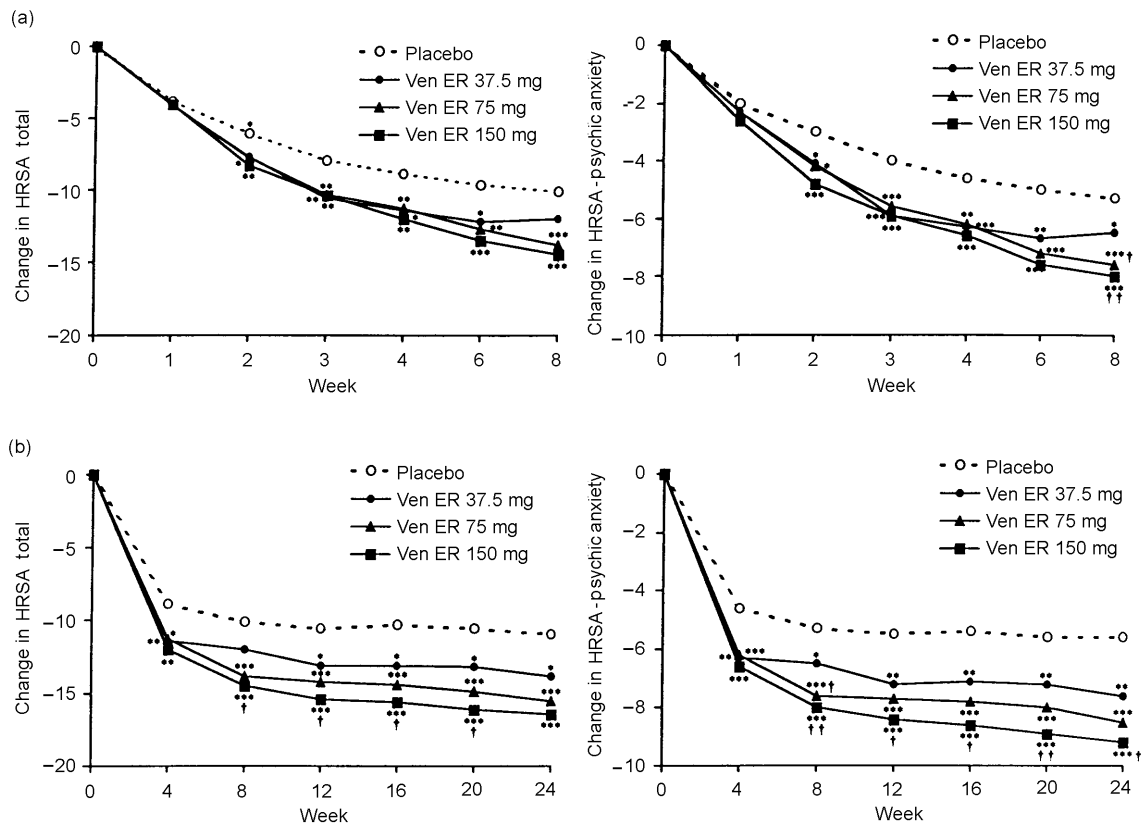 (a)
0
−5
−10
−15
−20
Change in HRSA total
Placebo
Ven ER 37.5 mg
Ven ER 75 mg
Ven ER 150 mg
* * ** ** ** ** ** * ** * ** *** *** ***
0 1 2 3 4 6 8
Week
0
−2
−4
−6
−8
−10
Change in HRSA -psychic anxiety
Placebo
Ven ER 37.5 mg
Ven ER 75 mg
Ven ER 150 mg
* * *** *** *** *** ** *** *** ** *** *** * ***† *** ††
0 1 2 3 4 6 8
Week
(b)
0
−5
−10
−15
−20
Change in HRSA total
Placebo
Ven ER 37.5 mg
Ven ER 75 mg
Ven ER 150 mg
** * ** *** *** † * *** *** † * *** *** † * *** *** † * *** ***
0 4 8 12 16 20 24
Week
0
−2
−4
−6
−8
−10
Change in HRSA -psychic anxiety
Placebo
Ven ER 37.5 mg
Ven ER 75 mg
Ven ER 150 mg
** *** *** * ***† *** †† ** *** *** † ** *** *** † ** *** *** †† ** *** ***†
0 4 8 12 16 20 24
Week